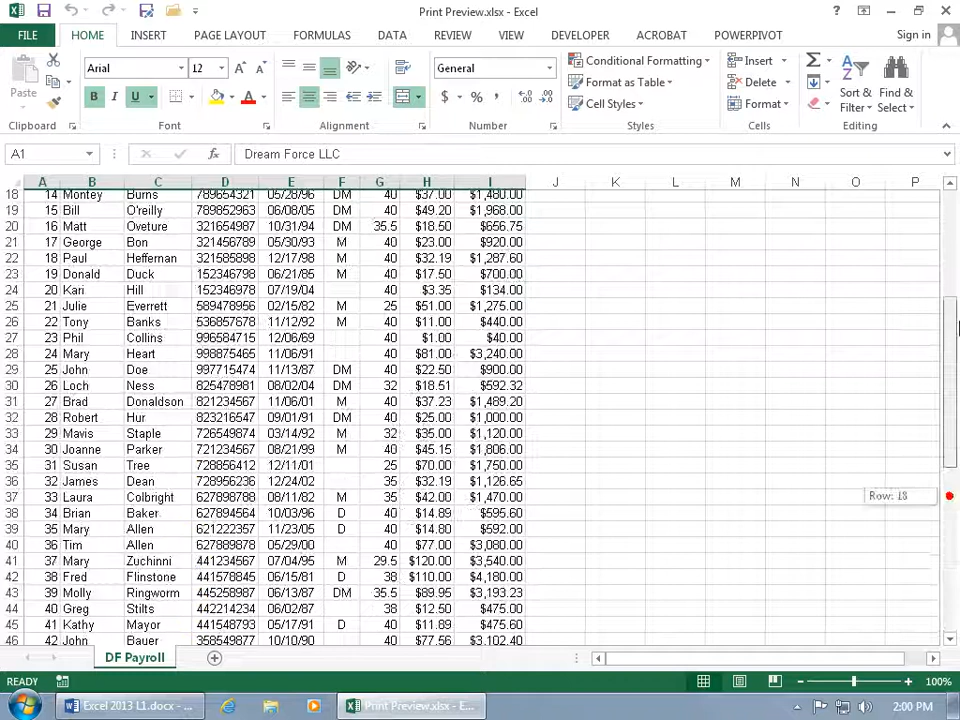 Print Preview.xlsx - Excel
FILE HOME INSERT PAGE LAYOUT FORMULAS DATA REVIEW VIEW DEVELOPER ACROBAT POWERPIVOT Sign in
Paste Arial 12 General Conditional Formatting Insert Sort & Find &
Format as Table Delete Filter Select
Cell Styles Format
Clipboard Font Alignment Number Styles Cells Editing
A1 Dream Force LLC
A B C D E F G H I J K L M N O P
18 14 Montey Burns 789654321 05/28/96 DM 40 $37.00 $1,480.00
19 15 Bill O'reilly 789852963 06/08/05 DM 40 $49.20 $1,968.00
20 16 Matt Oveture 321654987 10/31/94 DM 35.5 $18.50 $656.75
21 17 George Bon 321456789 05/30/93 M 40 $23.00 $920.00
22 18 Paul Heffernan 321585898 12/17/98 M 40 $32.19 $1,287.60
23 19 Donald Duck 152346798 06/21/85 M 40 $17.50 $700.00
24 20 Kari Hill 152346978 07/19/04 40 $3.35 $134.00
25 21 Julie Everrett 589478956 02/15/82 M 25 $51.00 $1,275.00
26 22 Tony Banks 536857678 11/12/92 M 40 $11.00 $440.00
27 23 Phil Collins 996584715 12/06/69 40 $1.00 $40.00
28 24 Mary Heart 998875465 11/06/91 40 $81.00 $3,240.00
29 25 John Doe 997715474 11/13/87 DM 40 $22.50 $900.00
30 26 Loch Ness 825478981 08/02/04 DM 32 $18.51 $592.32
31 27 Brad Donaldson 821234567 11/06/01 M 40 $37.23 $1,489.20
32 28 Robert Hur 823216547 09/01/91 DM 40 $25.00 $1,000.00
33 29 Mavis Staple 726549874 03/14/92 M 32 $35.00 $1,120.00
34 30 Joanne Parker 721234567 08/21/99 M 40 $45.15 $1,806.00
35 31 Susan Tree 728856412 12/11/01 25 $70.00 $1,750.00
36 32 James Dean 728956236 12/24/02 35 $32.19 $1,126.65
37 33 Laura Colbright 627898788 08/11/82 M 35 $42.00 $1,470.00 Row: 18
38 34 Brian Baker 627894564 10/03/96 D 40 $14.89 $595.60
39 35 Mary Allen 621222357 11/23/05 D 40 $14.80 $592.00
40 36 Tim Allen 627889878 05/29/00 40 $77.00 $3,080.00
41 37 Mary Zuchinni 441234567 07/04/95 M 29.5 $120.00 $3,540.00
42 38 Fred Flinstone 441578845 06/15/81 D 38 $110.00 $4,180.00
43 39 Molly Ringworm 445258987 06/13/87 DM 35.5 $89.95 $3,193.23
44 40 Greg Stilts 442214234 06/02/87 38 $12.50 $475.00
45 41 Kathy Mayor 441548793 05/17/91 D 40 $11.89 $475.60
46 42 John Bauer 358549877 10/10/90 40 $77.56 $3,102.40
DF Payroll
READY 100%
Excel 2013 L1.docx - ... Print Preview.xlsx - E... 2:00 PM